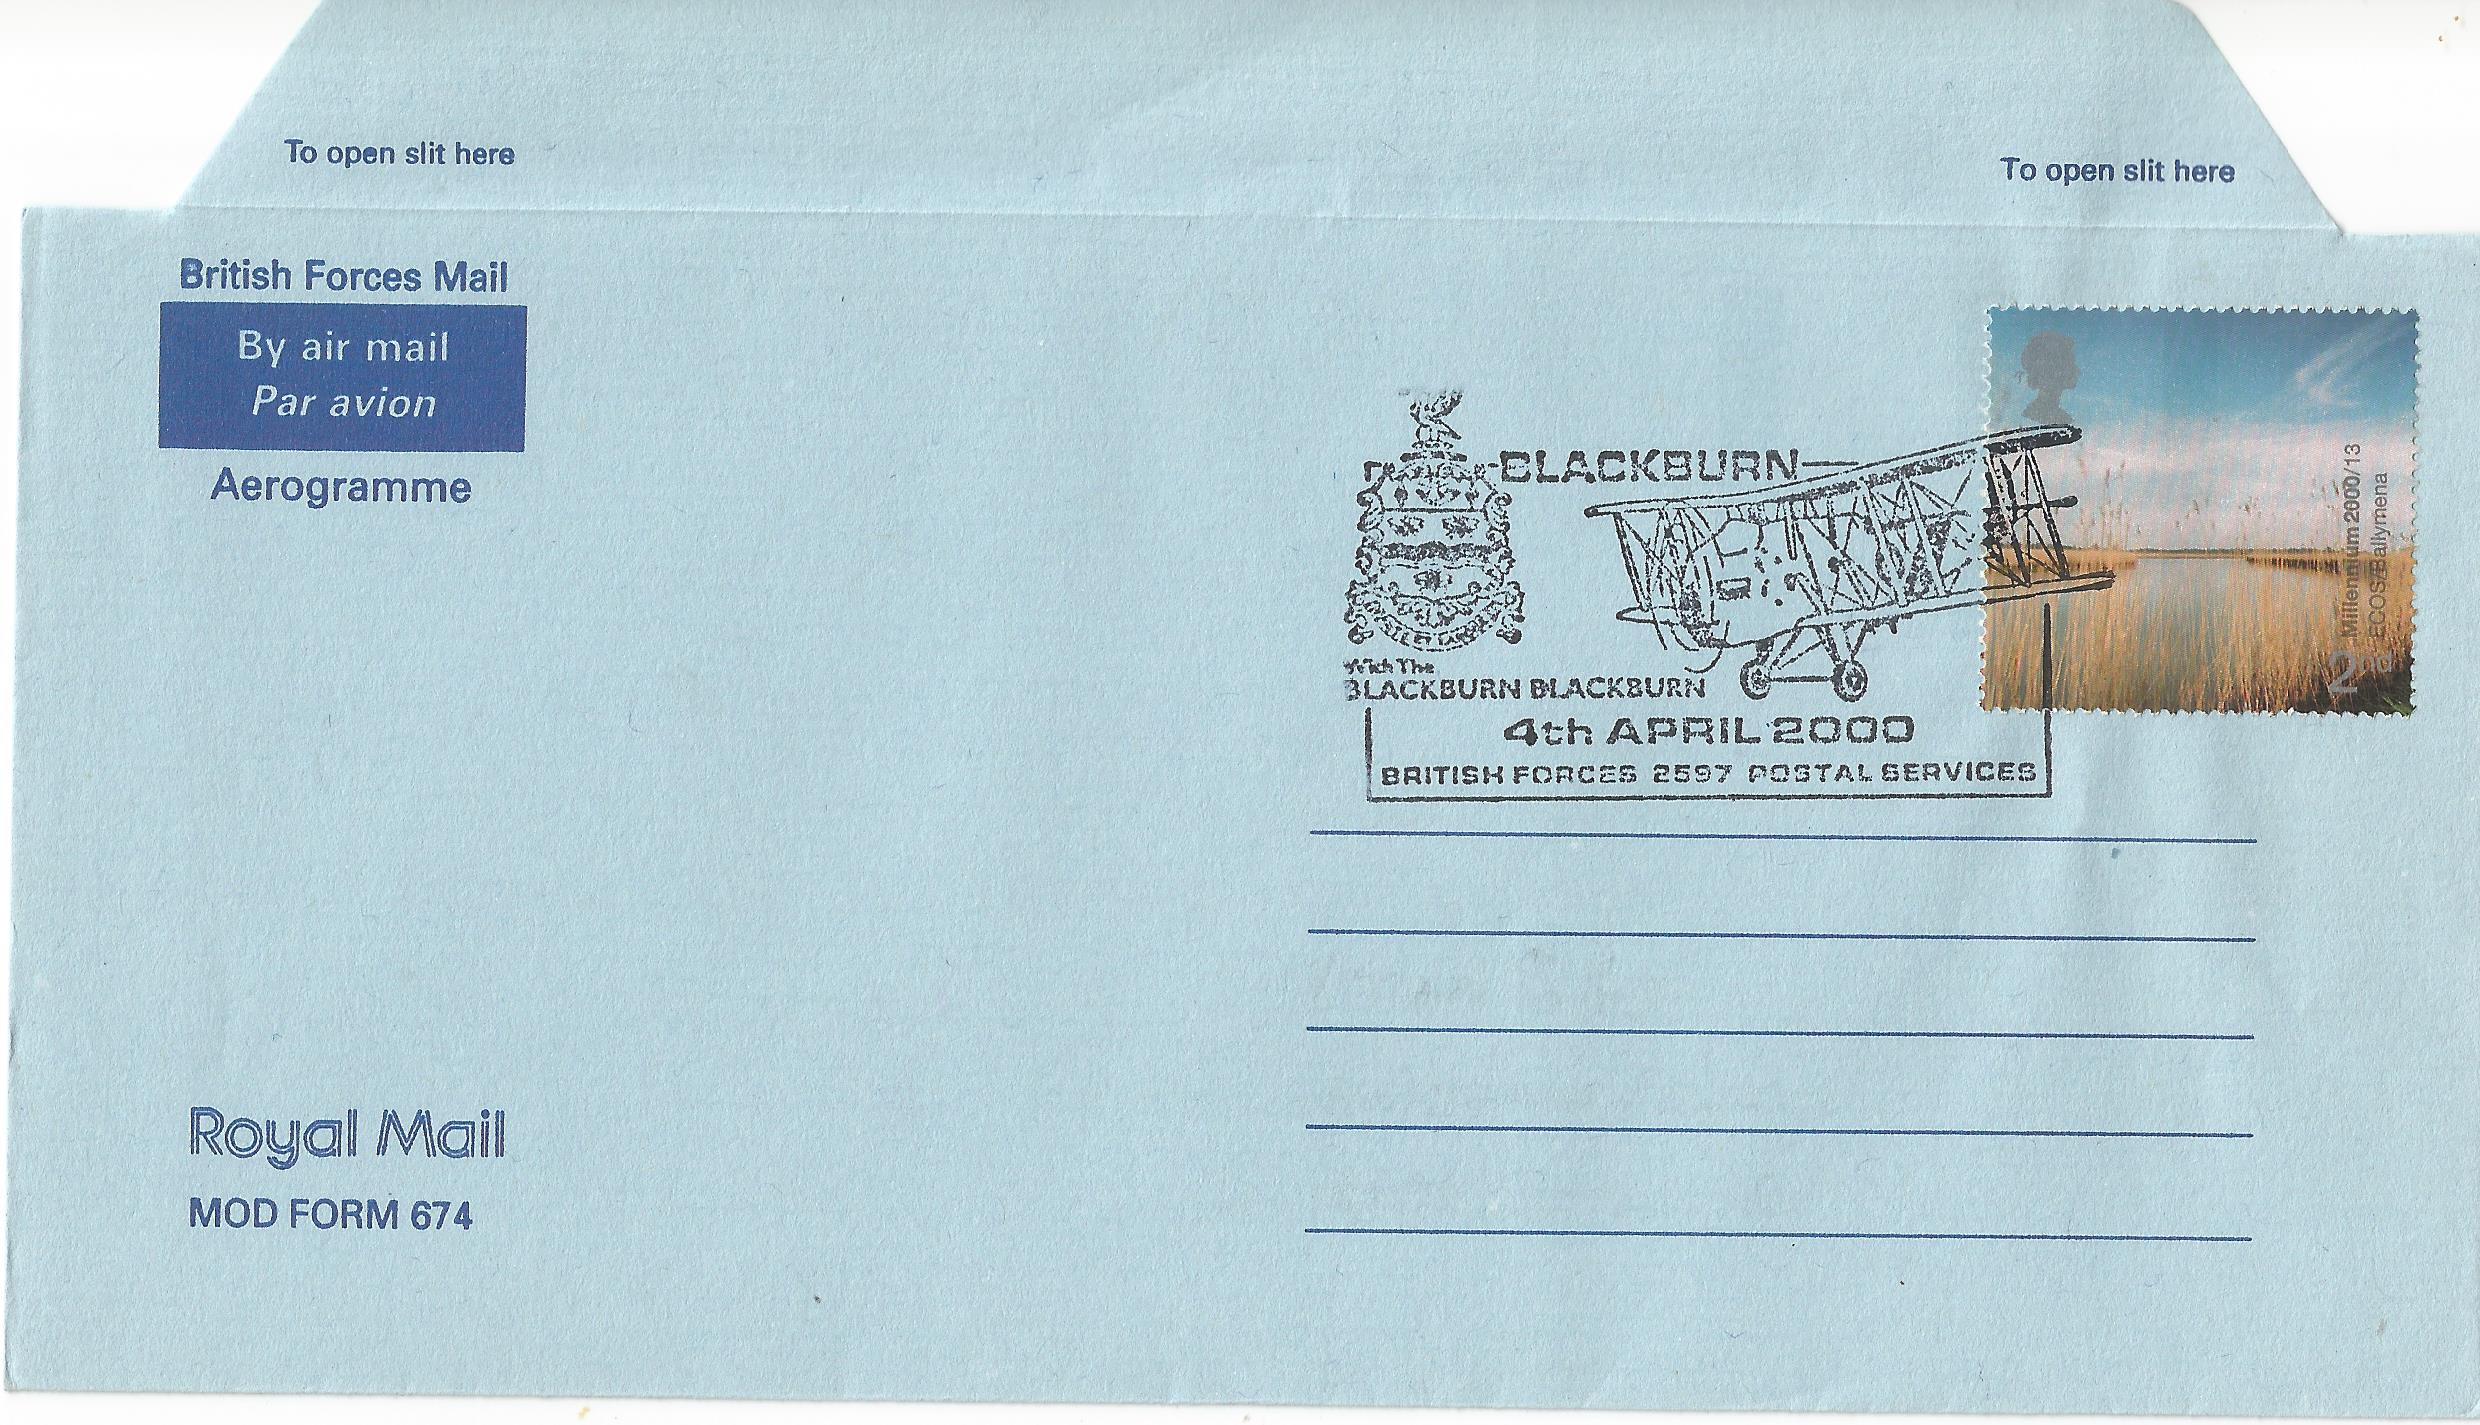 To open slit here
To open slit here
British Forces Mail
By air mail
Par avion
Aerogramme
BLACKBURN
With The
BLACKBURN BLACKBURN
4th APRIL 2000
BRITISH FORCES 2597 POSTAL SERVICES
Millennium 2000/13
ECOS/Ballymena
2nd
Royal Mail
MOD FORM 674